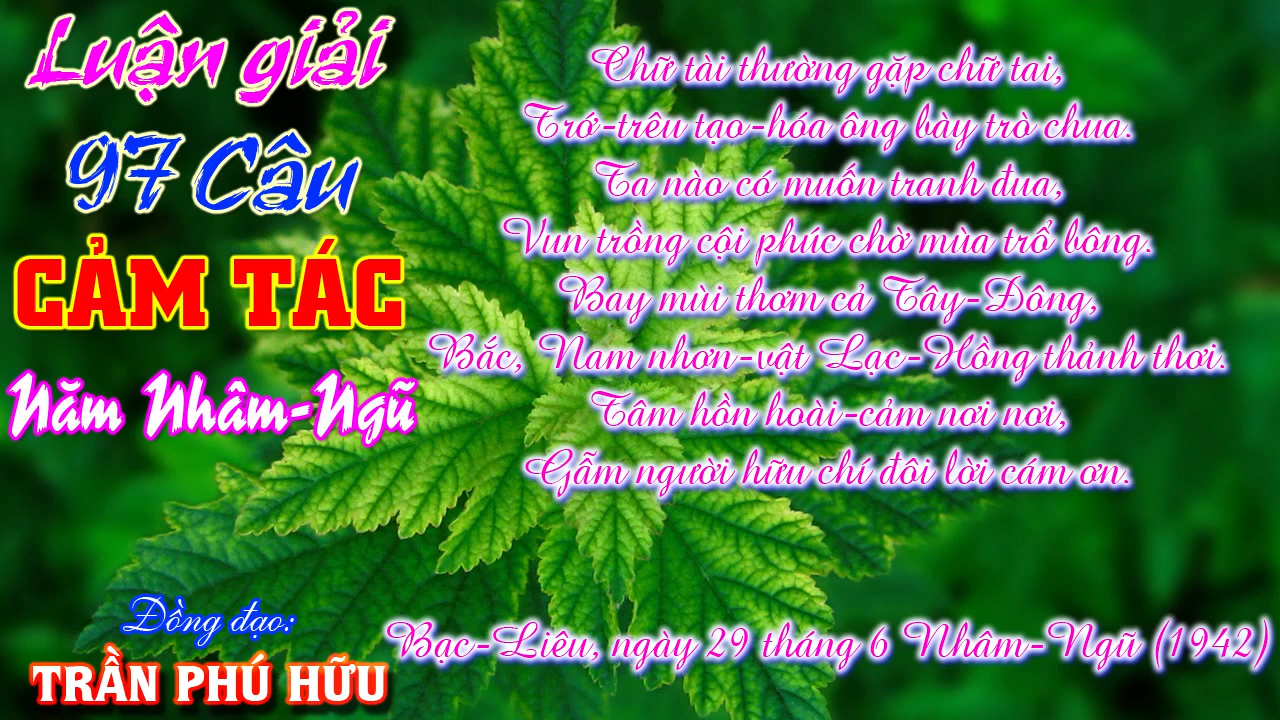 Luận giải
97 Câu
CẢM TÁC
Năm Nhâm-Ngũ
Chữ tài thường gặp chữ tai,
Trớ-trêu tạo-hóa ông bày trò chua.
Ta nào có muốn tranh đua,
Vun trồng cội phúc chờ mùa trổ bông.
Bay mùi thơm cả Tây-Đông,
Bắc, Nam nhơn-vật Lạc-Hồng thảnh thơi.
Tâm hồn hoài-cảm nơi nơi,
Gẫm người hữu chí đôi lời cám ơn.
Đồng đạo:
TRẦN PHÚ HỮU
Bạc-Liêu, ngày 29 tháng 6 Nhâm-Ngũ (1942)